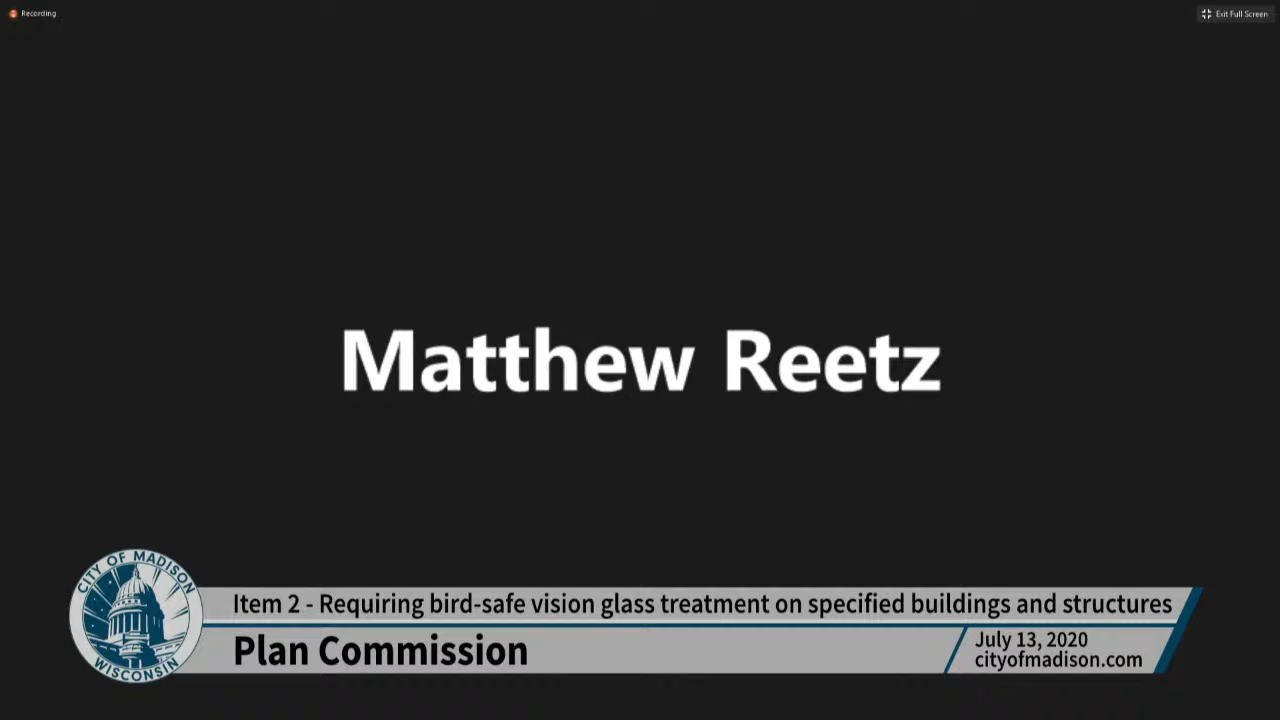 Recording
Exit Full Screen
Matthew Reetz
CITY OF MADISON
WISCONSIN
Item 2 - Requiring bird-safe vision glass treatment on specified buildings and structures
Plan Commission
July 13, 2020
cityofmadison.com